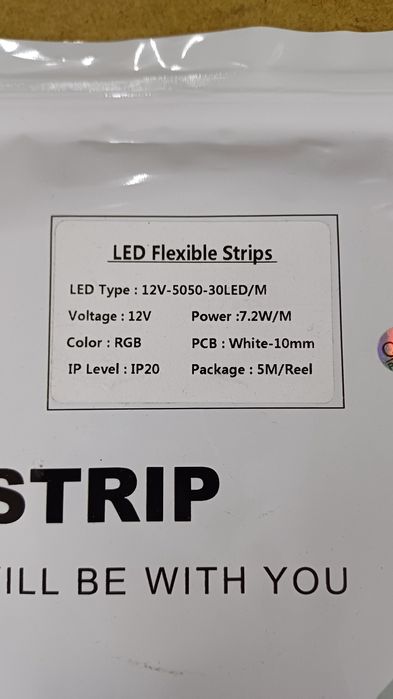 LED Flexible Strips
LED Type : 12V-5050-30LED/M
Voltage : 12V Power :7.2W/M
Color : RGB PCB : White-10mm
IP Level : IP20 Package : 5M/Reel
STRIP
ILL BE WITH YOU